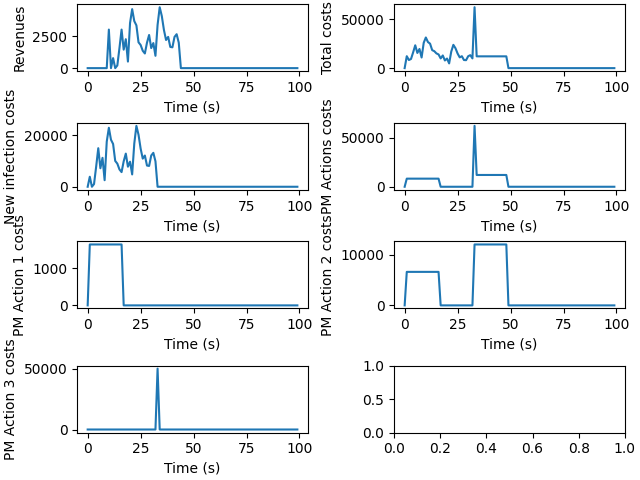 Revenues
2500
0
0 25 50 75 100
Time (s)
Total costs
50000
0
0 25 50 75 100
Time (s)
New infection costs
20000
0
0 25 50 75 100
Time (s)
PM Actions costs
50000
0
0 25 50 75 100
Time (s)
PM Action 1 costs
1000
0
0 25 50 75 100
Time (s)
PM Action 2 costs
10000
0
0 25 50 75 100
Time (s)
PM Action 3 costs
50000
0
0 25 50 75 100
Time (s)
1.0
0.5
0.0
0.0 0.2 0.4 0.6 0.8 1.0